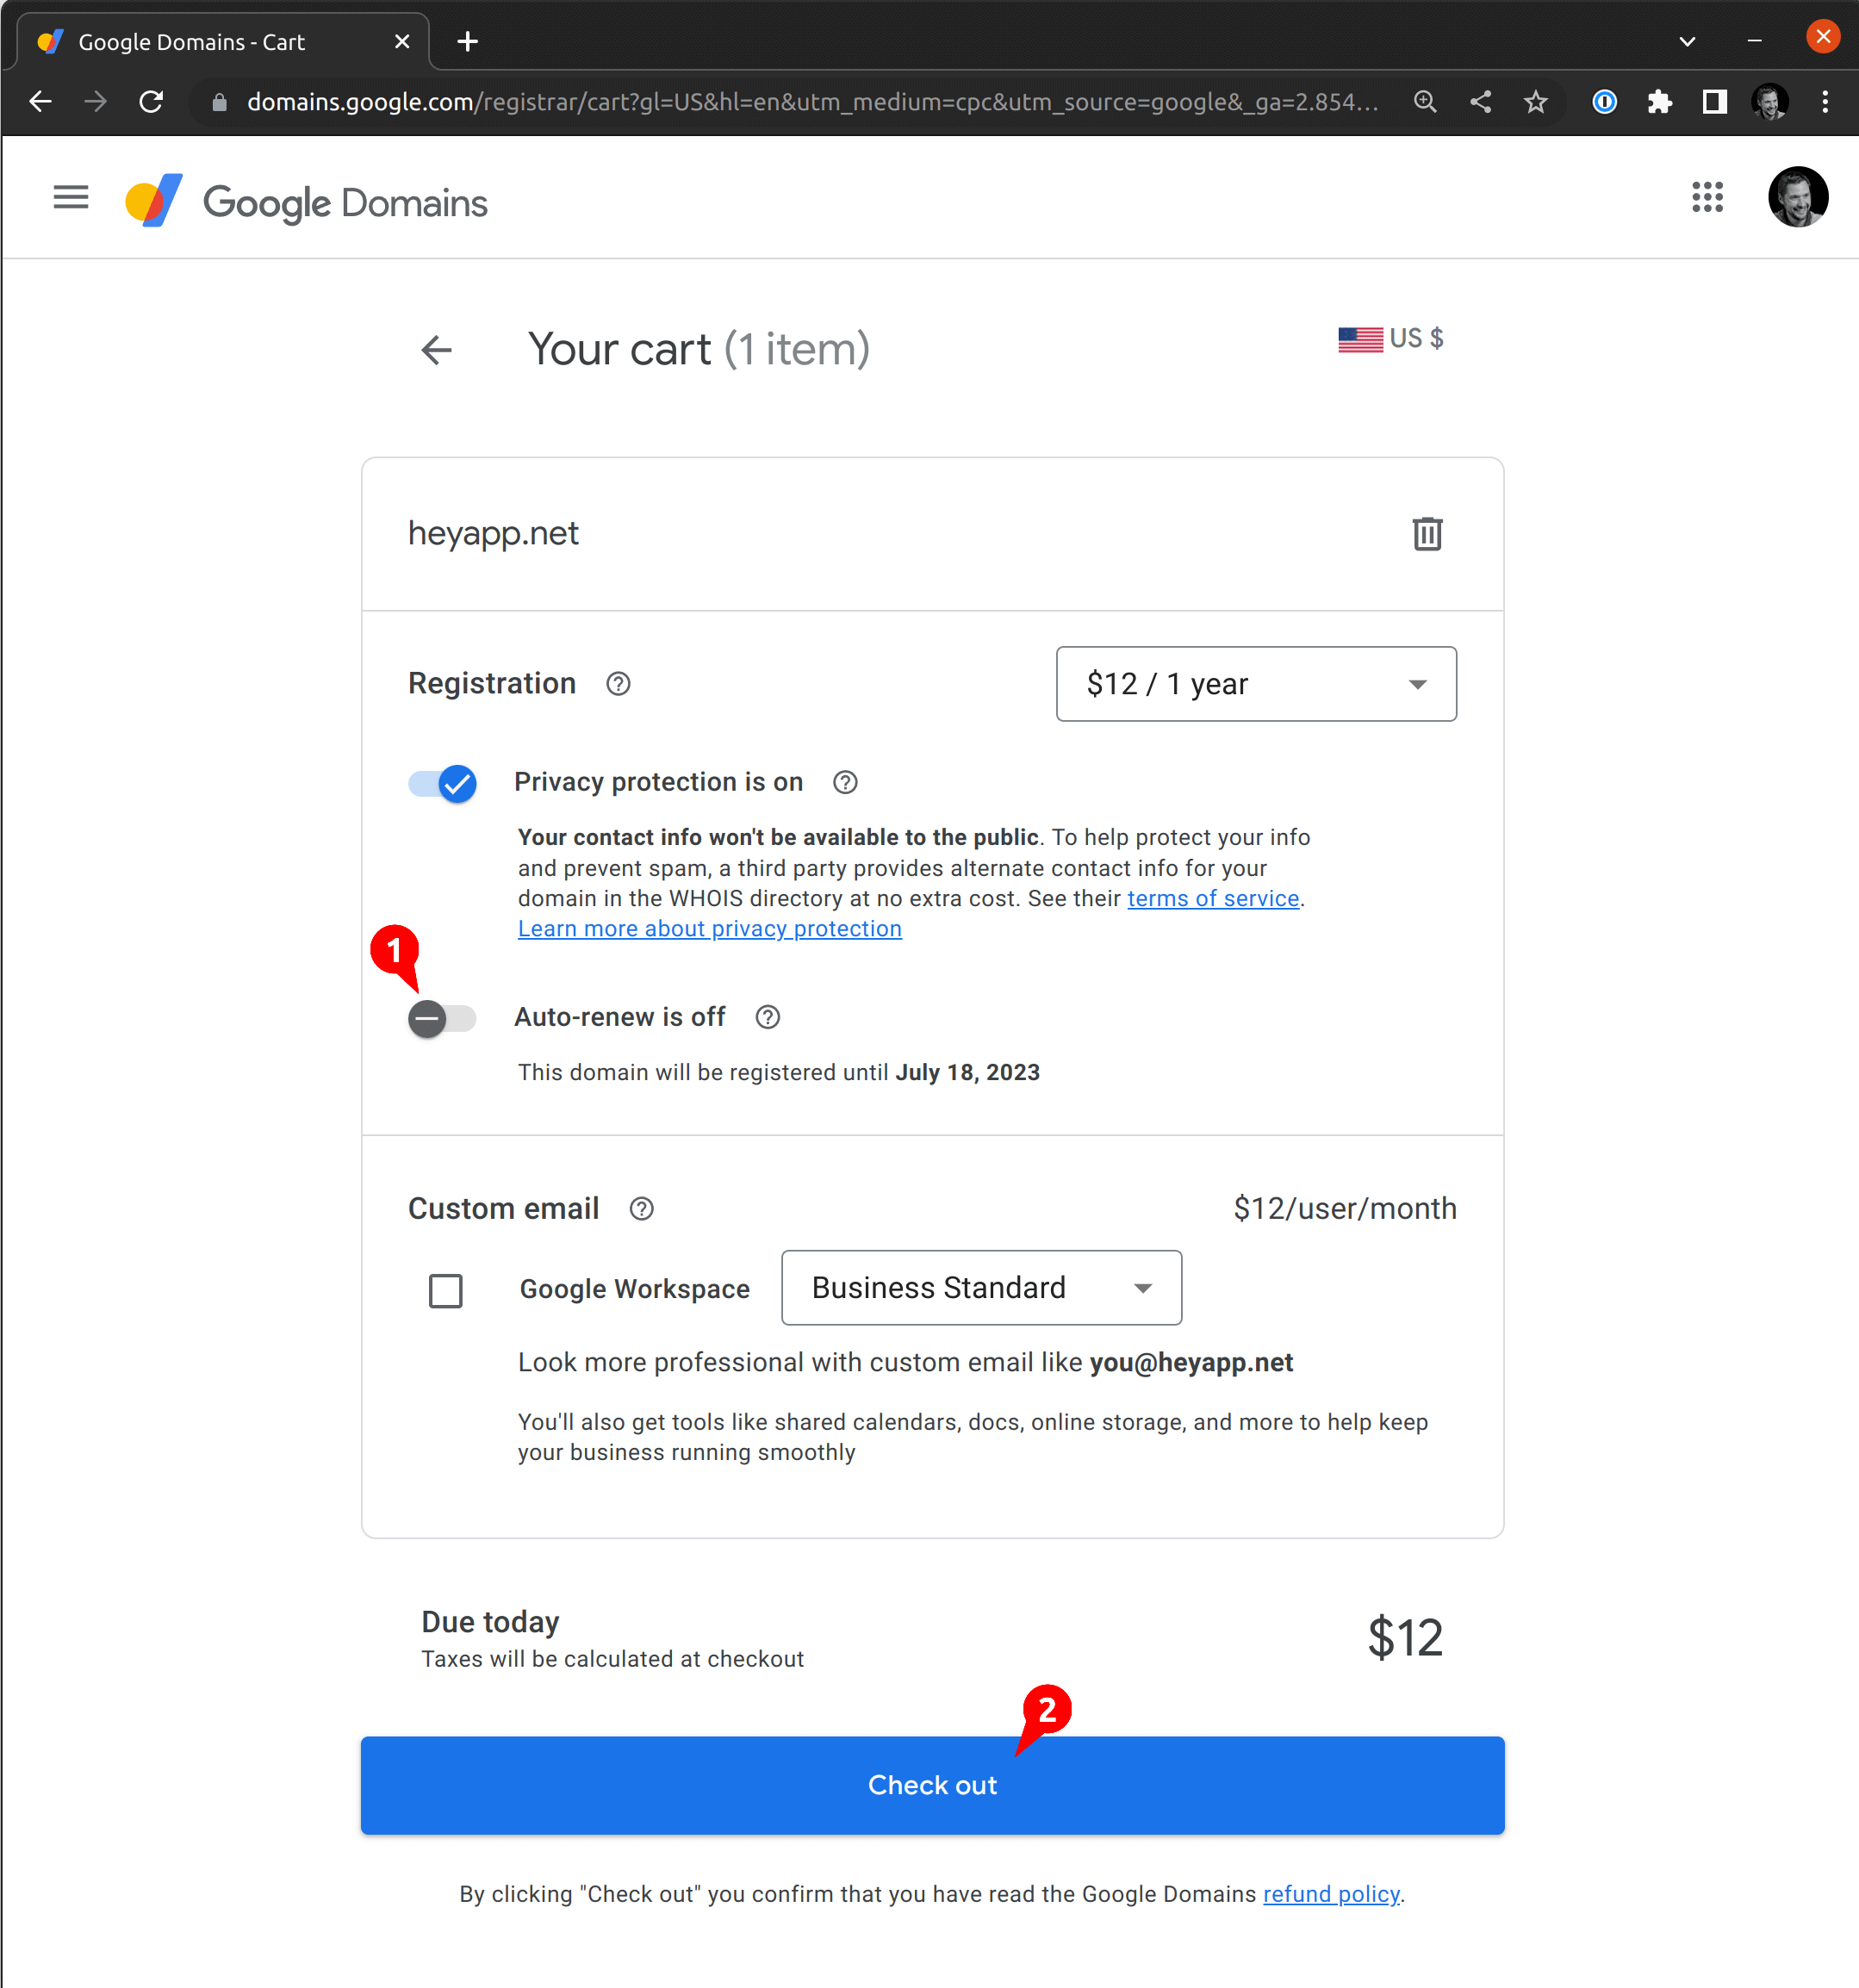 Google Domains - Cart
domains.google.com/registrar/cart?gl=US&hl=en&utm_medium=cpc&utm_source=google&_ga=2.854...
Google Domains
Your cart (1 item)
US $
heyapp.net
Registration
$12 / 1 year
Privacy protection is on
Your contact info won't be available to the public. To help protect your info
and prevent spam, a third party provides alternate contact info for your
domain in the WHOIS directory at no extra cost. See their terms of service.
Learn more about privacy protection
1
Auto-renew is off
This domain will be registered until July 18, 2023
Custom email
$12/user/month
Google Workspace
Business Standard
Look more professional with custom email like you@heyapp.net
You'll also get tools like shared calendars, docs, online storage, and more to help keep
your business running smoothly
Due today
$12
Taxes will be calculated at checkout
2
Check out
By clicking "Check out" you confirm that you have read the Google Domains refund policy.